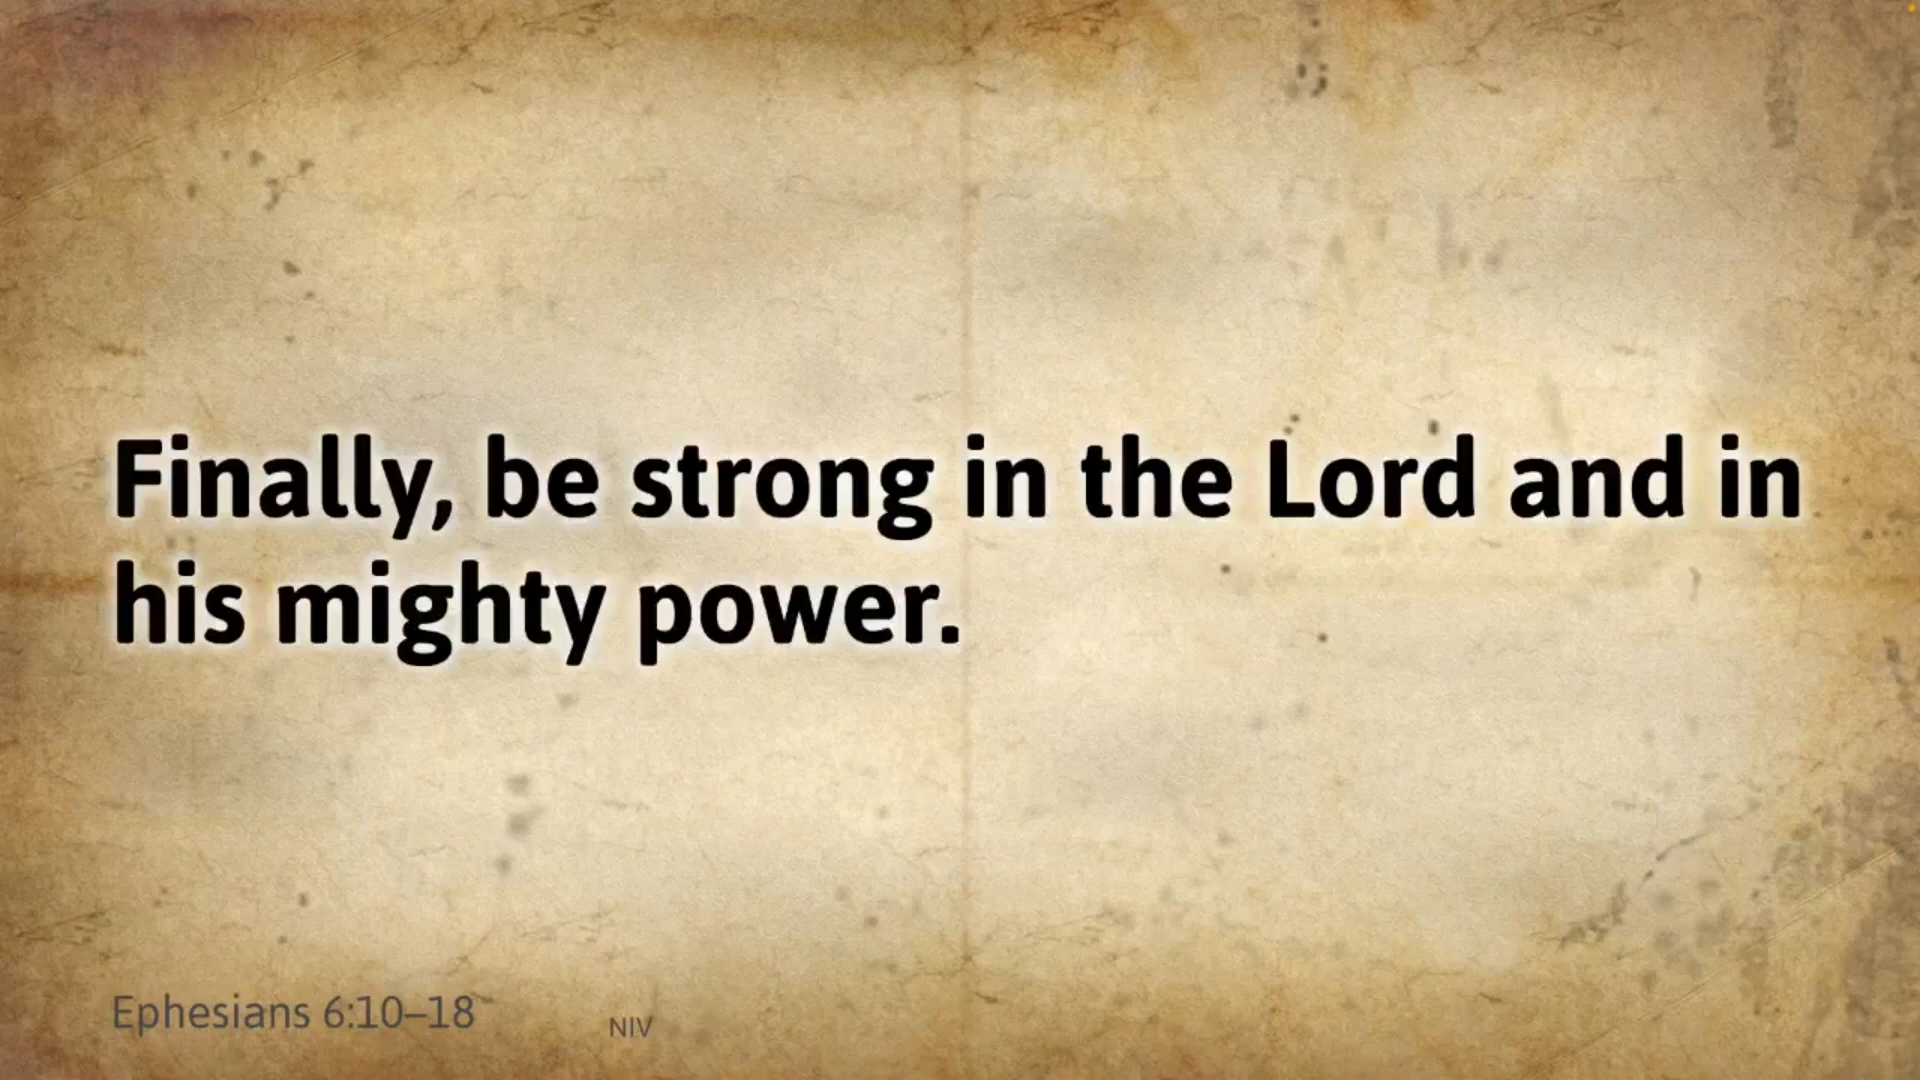 Finally, be strong in the Lord and in
his mighty power.
Ephesians 6:10–18 NIV